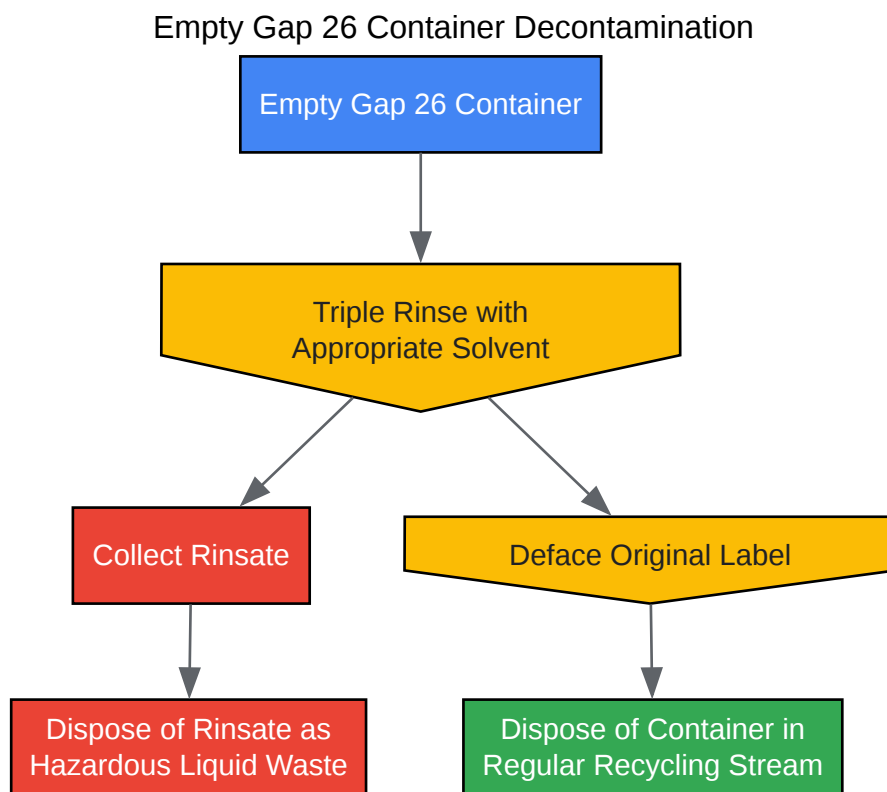 Empty Gap 26 Container Decontamination
Empty Gap 26 Container
Triple Rinse with
Appropriate Solvent
Collect Rinsate
Deface Original Label
Dispose of Rinsate as
Hazardous Liquid Waste
Dispose of Container in
Regular Recycling Stream